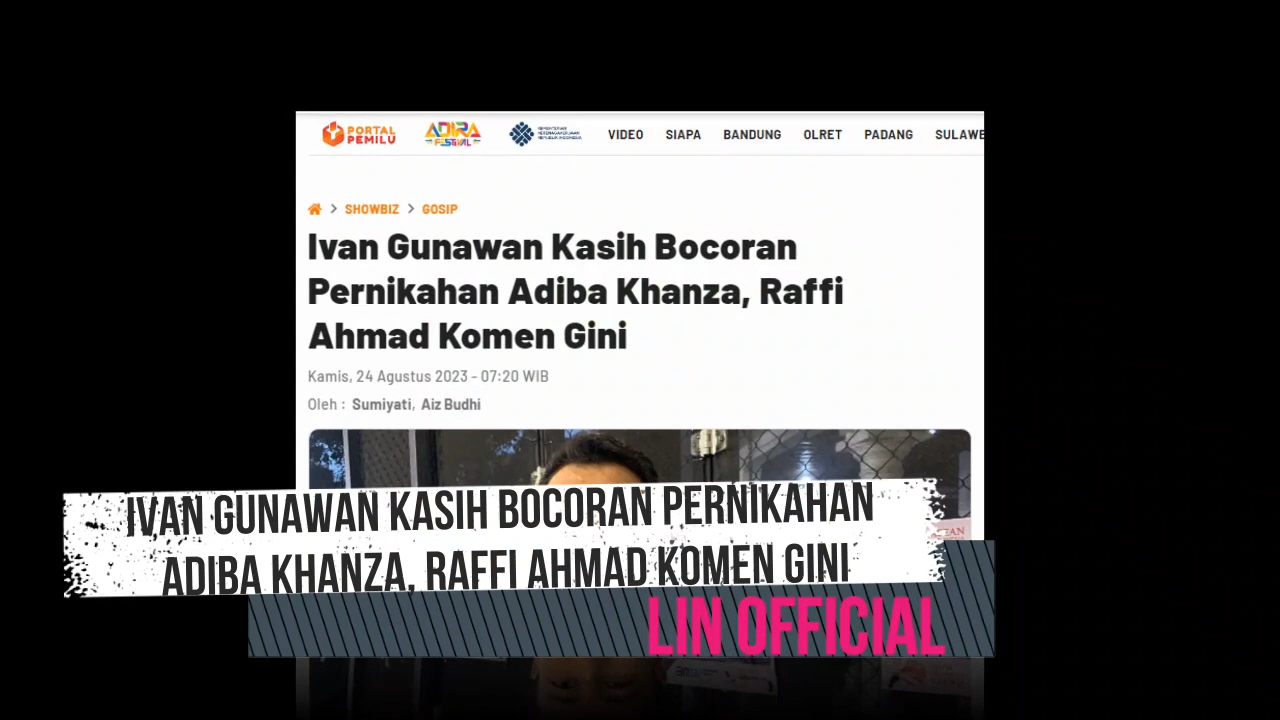 PORTAL PEMILU
ADIRA FESTIVAL
VIDEO SIAPA BANDUNG OLRET PADANG SULAWE
SHOWBIZ > GOSIP
Ivan Gunawan Kasih Bocoran
Pernikahan Adiba Khanza, Raffi
Ahmad Komen Gini
Kamis, 24 Agustus 2023 - 07:20 WIB
Oleh : Sumiyati, Aiz Budhi
IVAN GUNAWAN KASIH BOCORAN PERNIKAHAN
ADIBA KHANZA, RAFFI AHMAD KOMEN GINI
LIN OFFICIAL